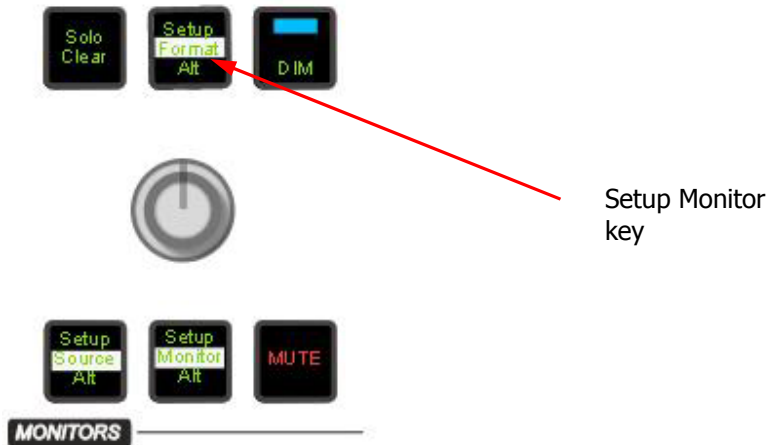 Solo
Clear
Setup
Format
Alt
DIM
Setup Monitor
key
Setup
Source
Alt
Setup
Monitor
Alt
MUTE
MONITORS